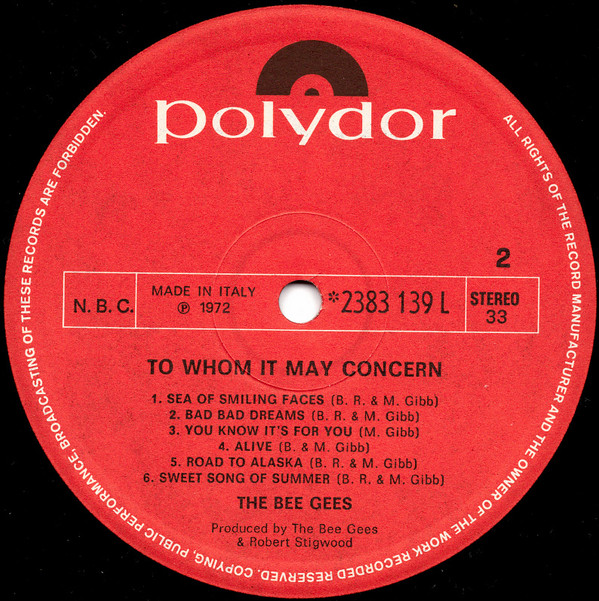 polydor
ALL RIGHTS OF THE RECORD MANUFACTURER AND THE OWNER OF THE WORK RECORDED RESERVED. COPYING, PUBLIC PERFORMANCE, BROADCASTING OF THESE RECORDS ARE FORBIDDEN.
2
N. B. C.
MADE IN ITALY
℗ 1972
*2383 139 L
STEREO
33
TO WHOM IT MAY CONCERN
1. SEA OF SMILING FACES (B. R. & M. Gibb)
2. BAD BAD DREAMS (B. R. & M. Gibb)
3. YOU KNOW IT'S FOR YOU (M. Gibb)
4. ALIVE (B. & M. Gibb)
5. ROAD TO ALASKA (B. R. & M. Gibb)
6. SWEET SONG OF SUMMER (B. R. & M. Gibb)
THE BEE GEES
Produced by The Bee Gees
& Robert Stigwood